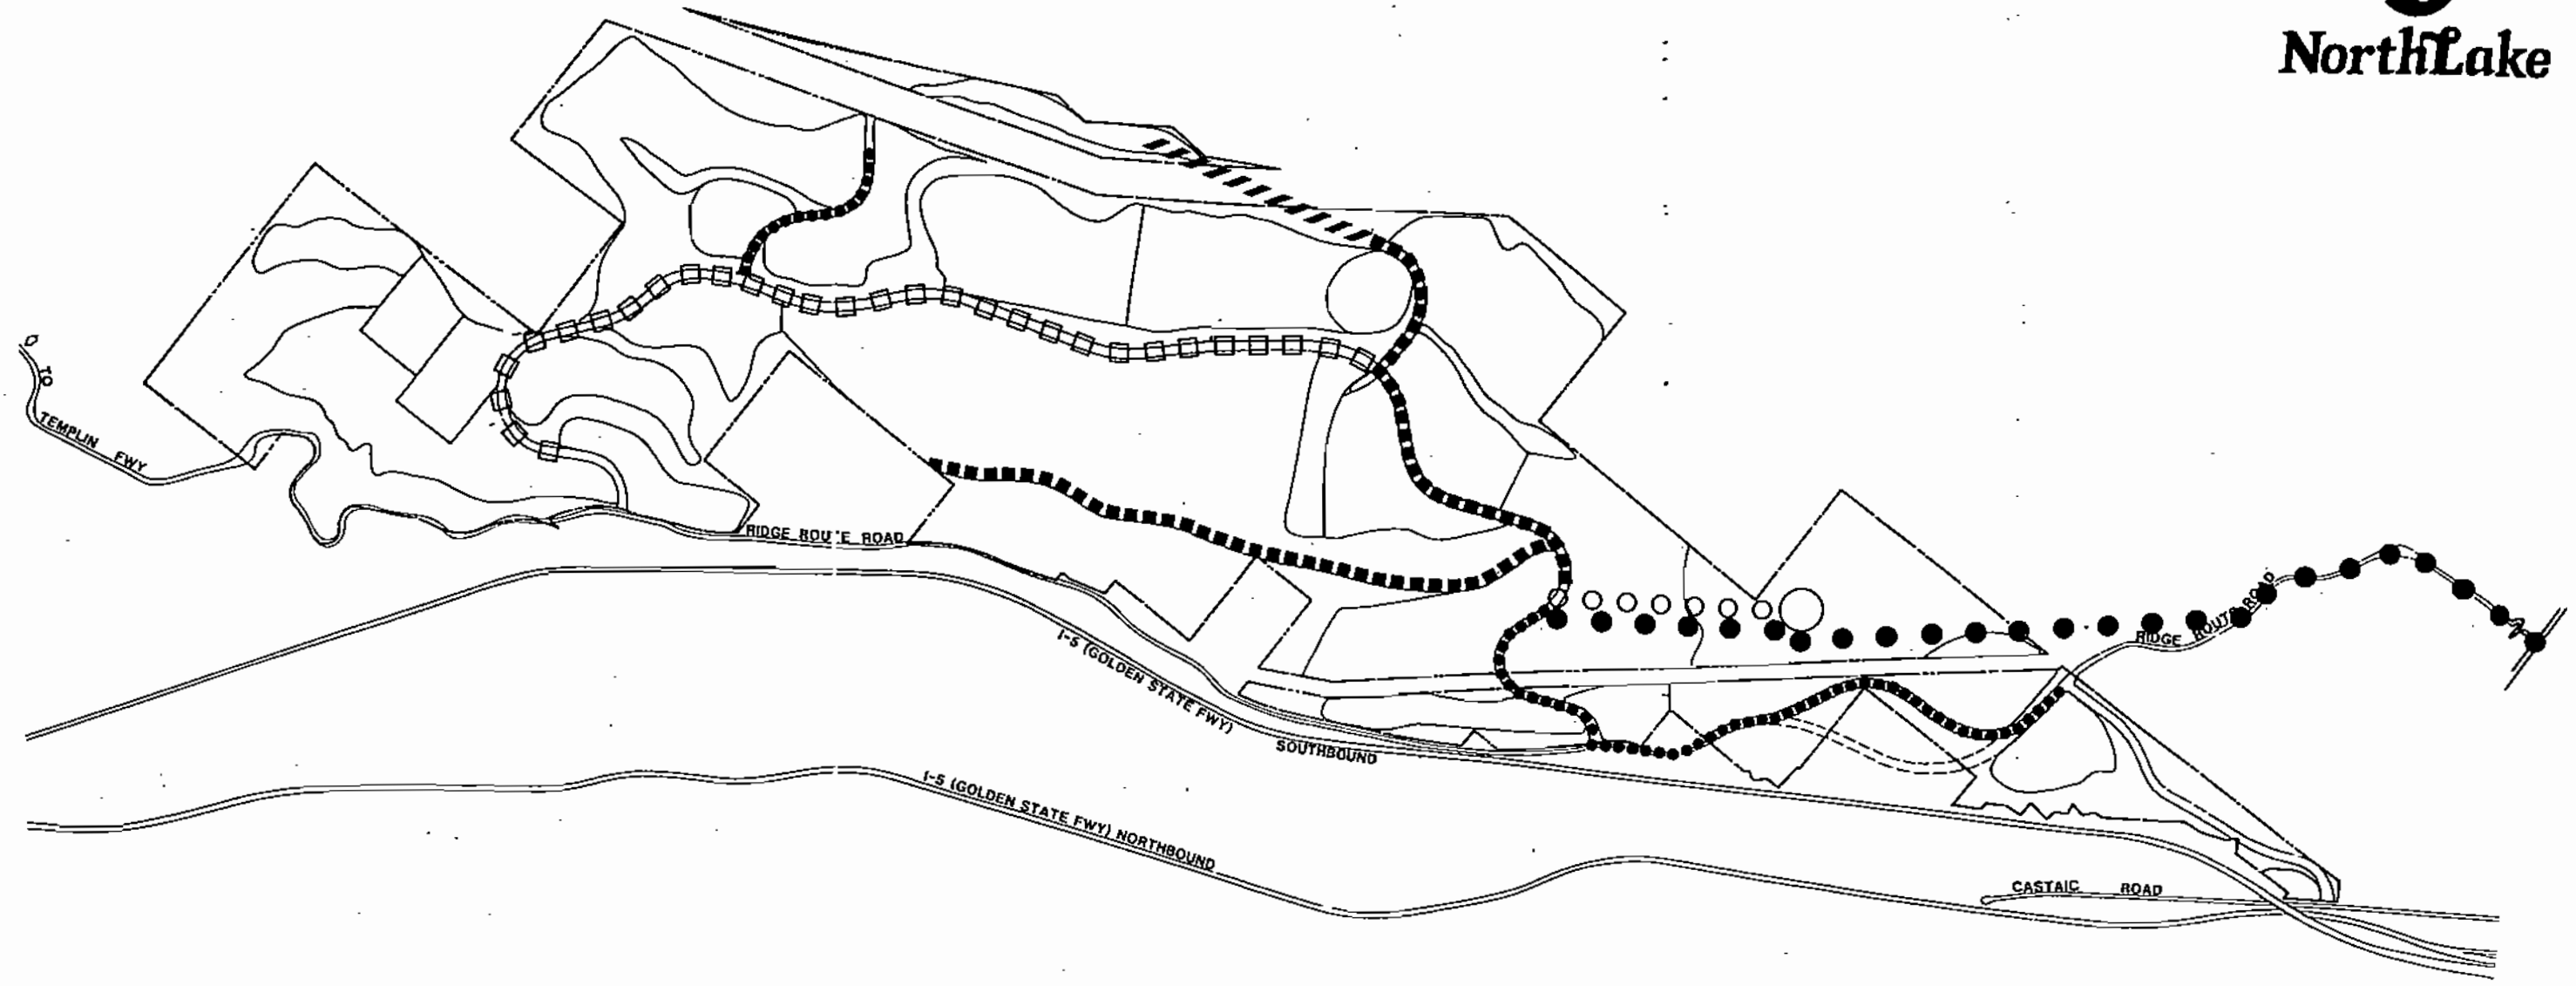 NorthLake
TO
TEMPLIN FWY
RIDGE ROUTE ROAD
RIDGE ROUTE ROAD
I-5 (GOLDEN STATE FWY)
SOUTHBOUND
I-5 (GOLDEN STATE FWY) NORTHBOUND
CASTAIC ROAD